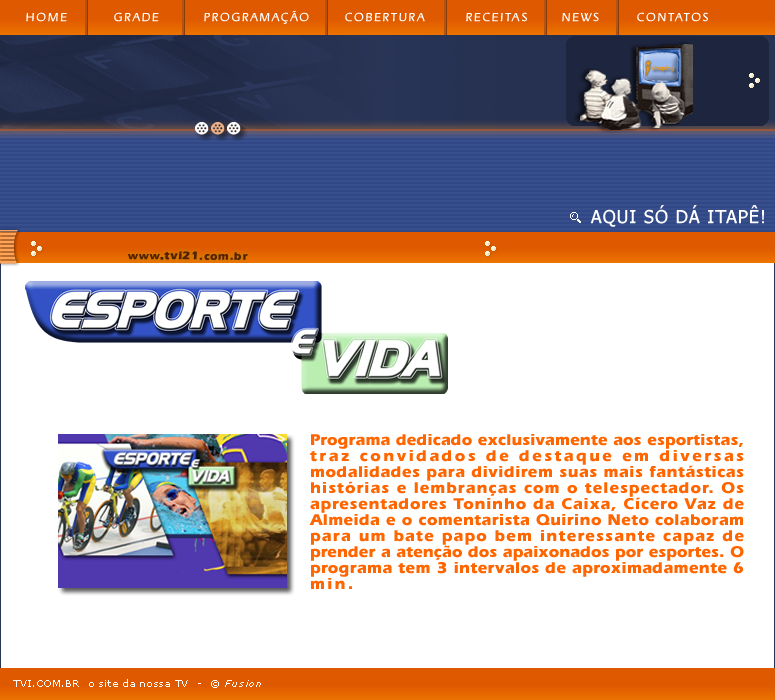 HOME GRADE PROGRAMAÇÃO COBERTURA RECEITAS NEWS CONTATOS
AQUI SÓ DÁ ITAPÊ!
www.tvi21.com.br
ESPORTE
E VIDA
ESPORTE E
VIDA
Programa dedicado exclusivamente aos esportistas,
traz convidados de destaque em diversas
modalidades para dividirem suas mais fantásticas
histórias e lembranças com o telespectador. Os
apresentadores Toninho da Caixa, Cícero Vaz de
Almeida e o comentarista Quirino Neto colaboram
para um bate papo bem interessante capaz de
prender a atenção dos apaixonados por esportes. O
programa tem 3 intervalos de aproximadamente 6
min.
TVI.COM.BR o site da nossa TV - © Fusion